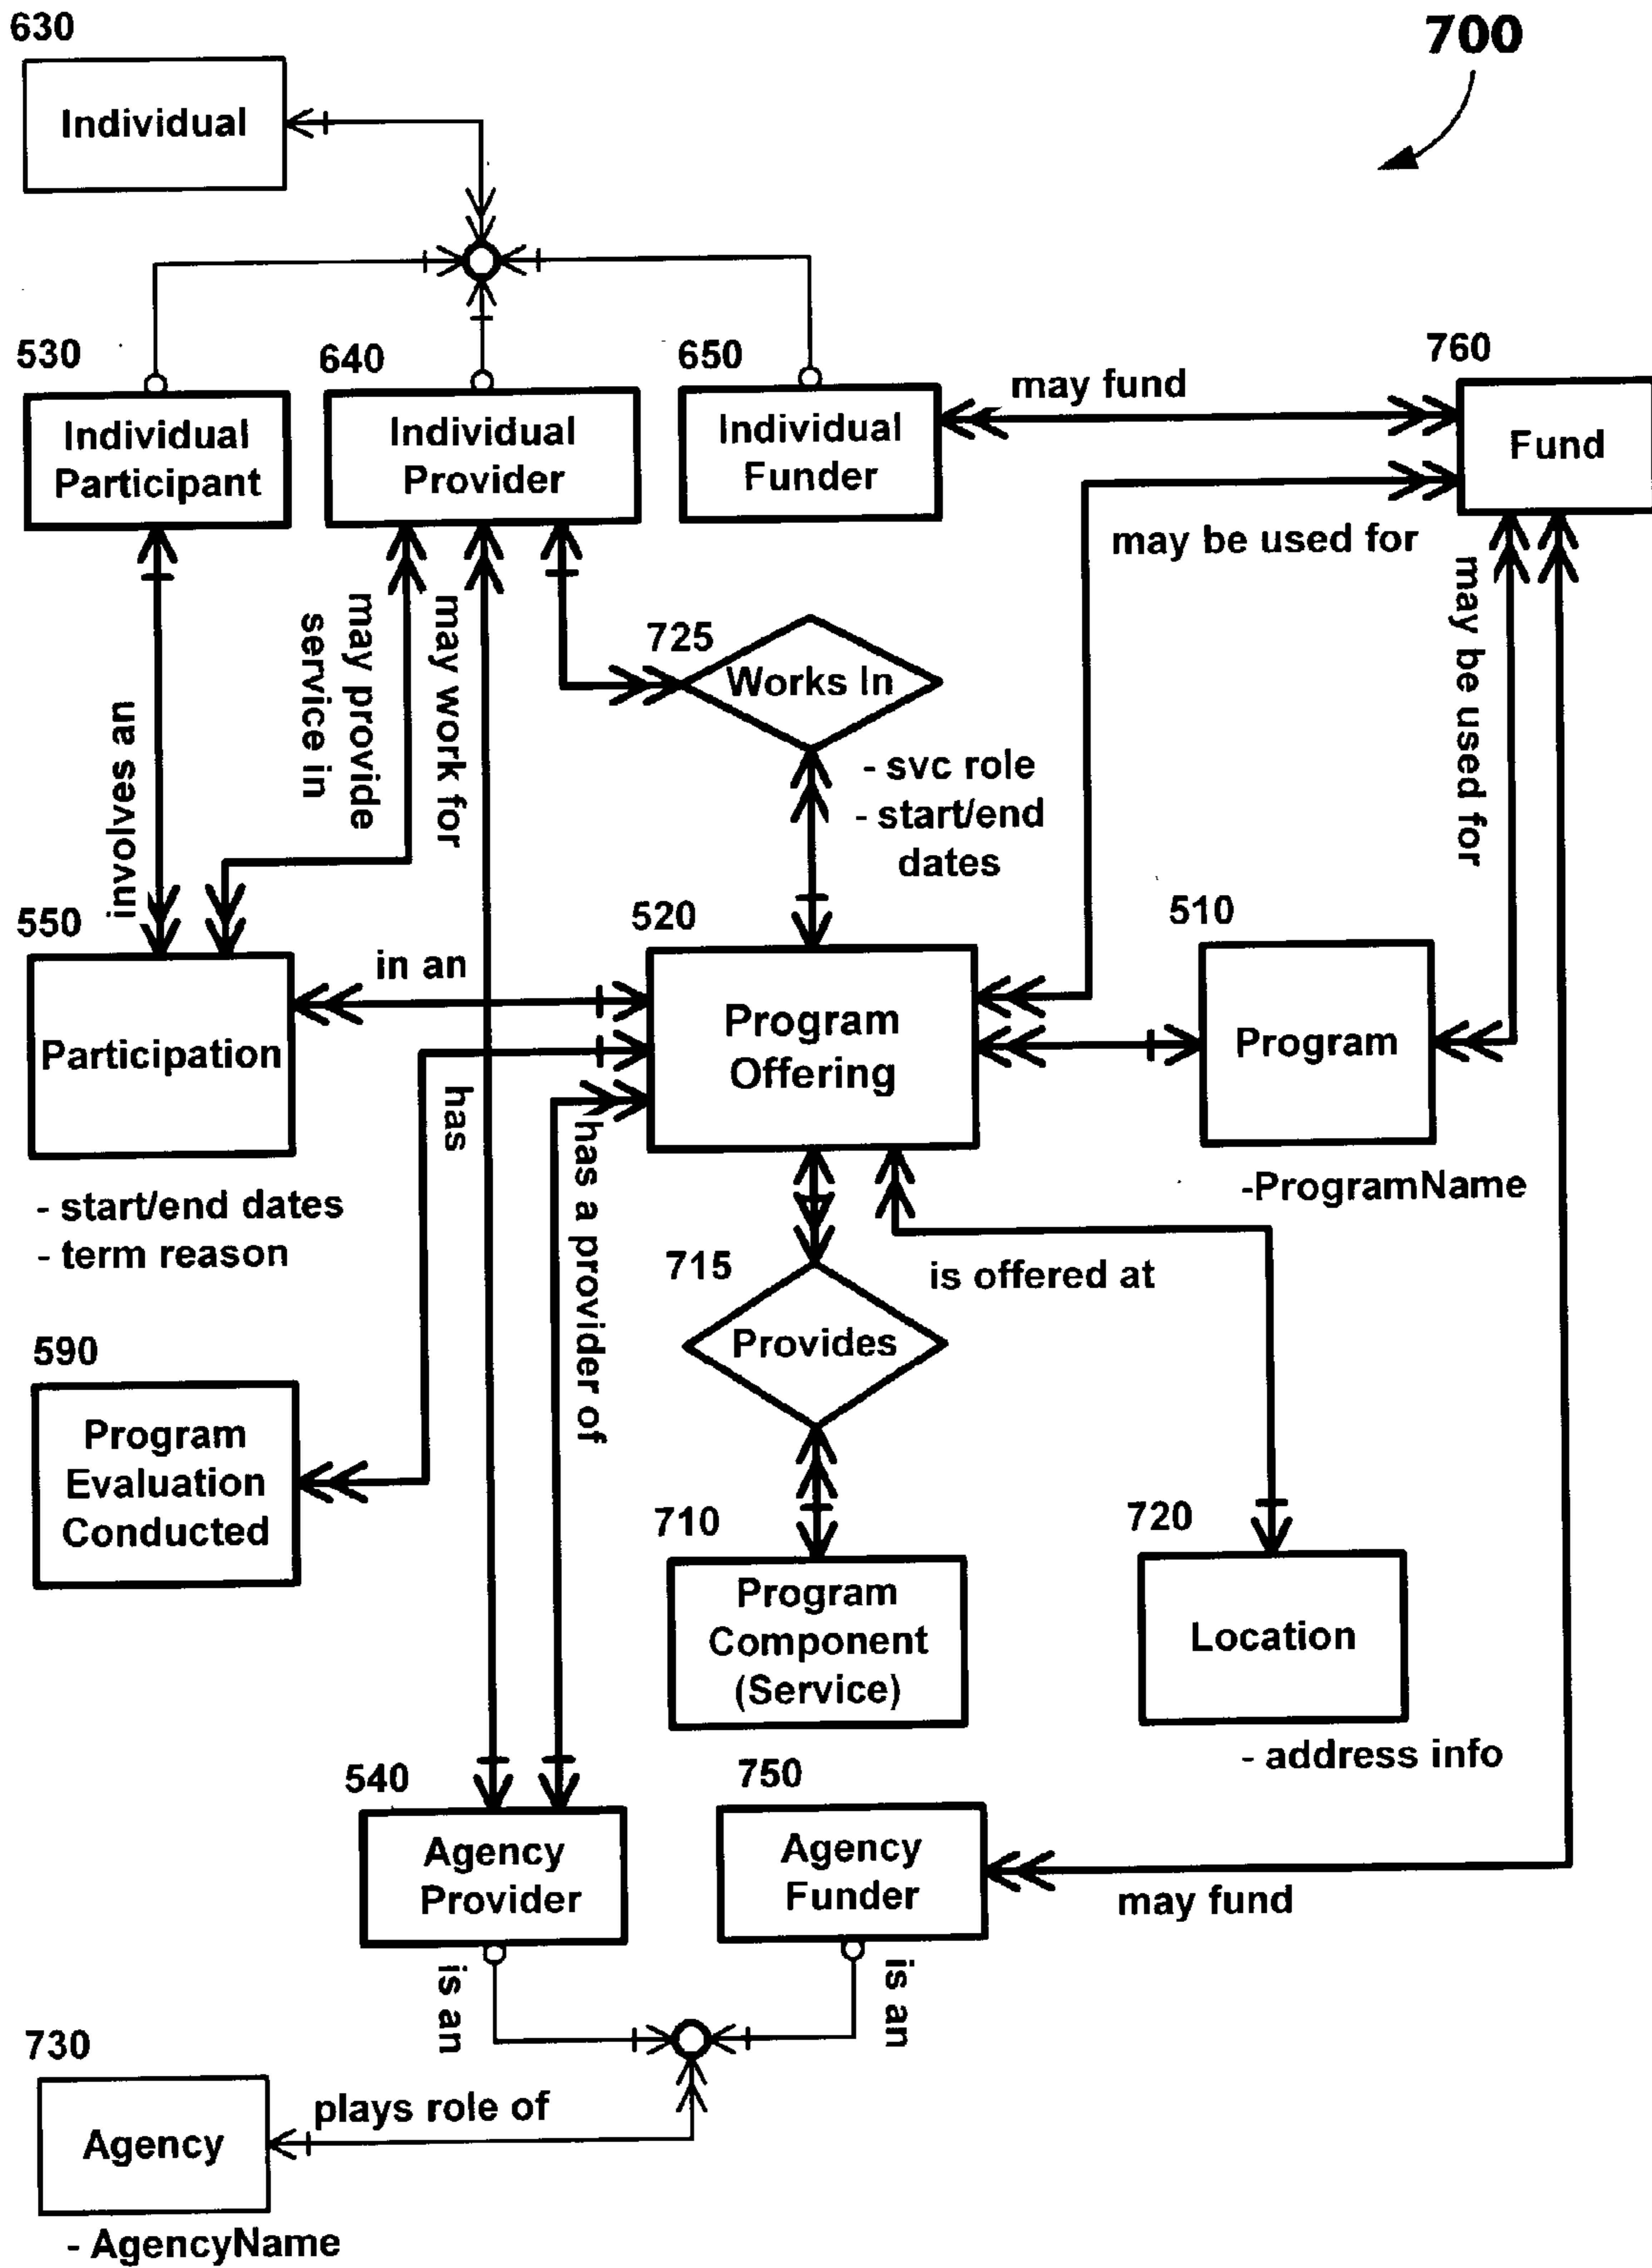 630
700
Individual
530
640
650
760
Individual
Participant
Individual
Provider
Individual
Funder
may fund
Fund
may be used for
may be used for
involves an
may provide
service in
may work for
725
Works In
- svc role
- start/end
dates
550
520
510
Participation
in an
Program
Offering
Program
-ProgramName
- start/end dates
- term reason
has
has a provider of
715
Provides
is offered at
590
Program
Evaluation
Conducted
710
Program
Component
(Service)
720
Location
- address info
540
Agency
Provider
750
Agency
Funder
may fund
is an
is an
730
Agency
plays role of
- AgencyName